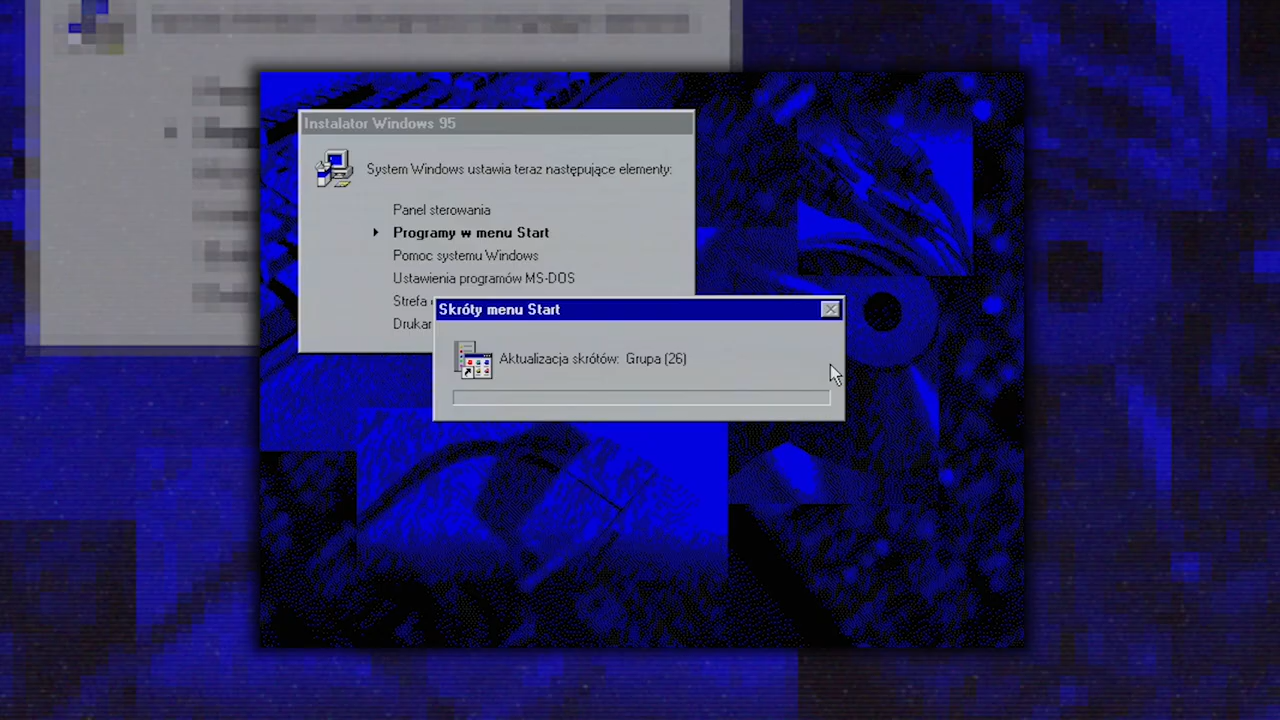 Instalator Windows 95
System Windows ustawia teraz następujące elementy:
Panel sterowania
Programy w menu Start
Pomoc systemu Windows
Ustawienia programów MS-DOS
Strefa
Skróty menu Start
Aktualizacja skrótów: Grupa (26)